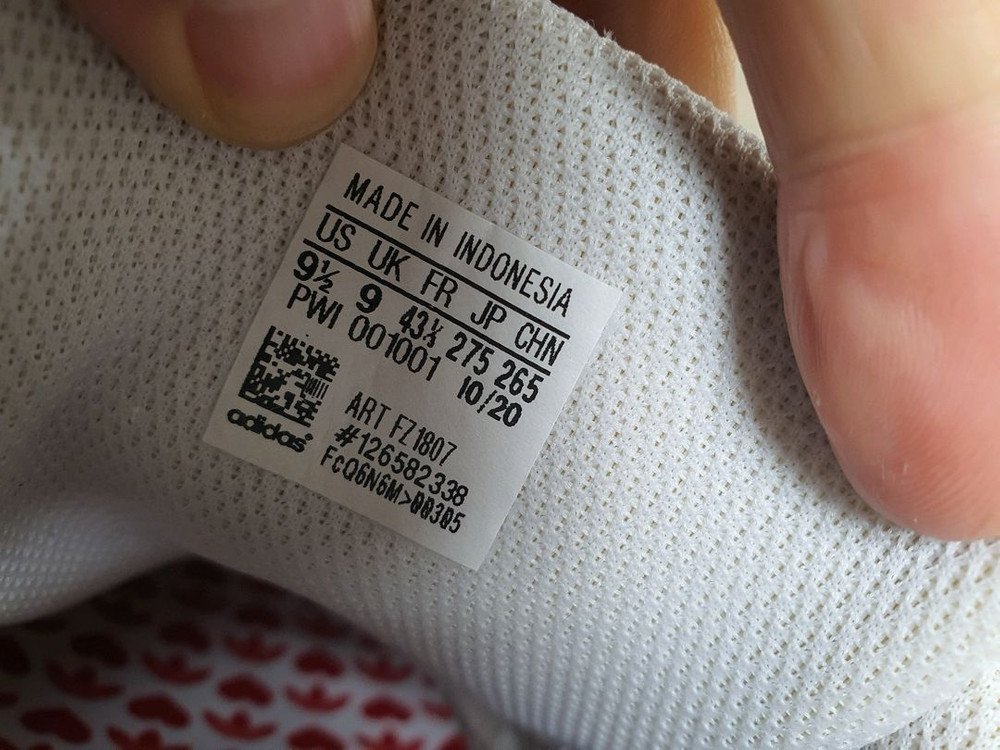 MADE IN INDONESIA
US UK FR JP CHN
9½ 9 43⅓ 275 265
PWI 001001 10/20
ART FZ1807
#126582338
FcQ6N6M>00305
adidas